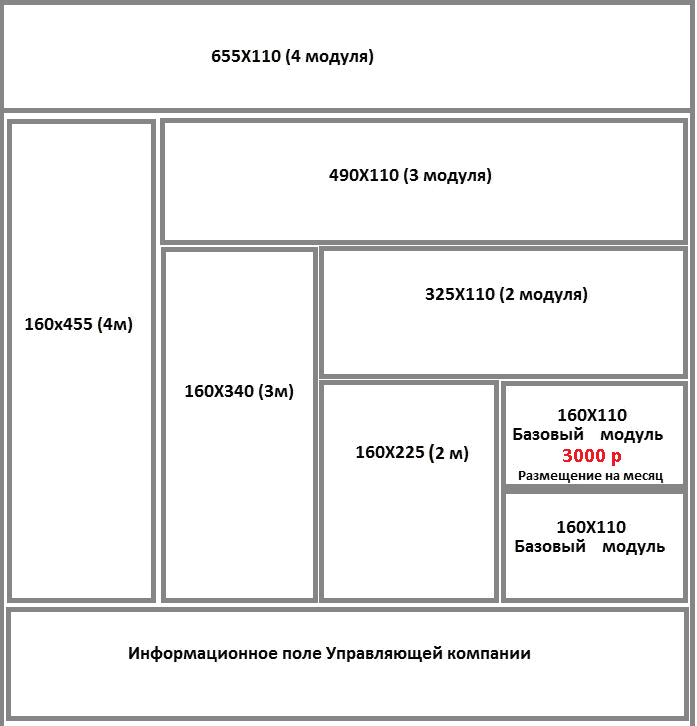 655X110 (4 модуля)
490X110 (3 модуля)
325X110 (2 модуля)
160x455 (4м)
160X340 (3м)
160X225 (2 м)
160X110
Базовый модуль
3000 р
Размещение на месяц
160X110
Базовый модуль
Информационное поле Управляющей компании